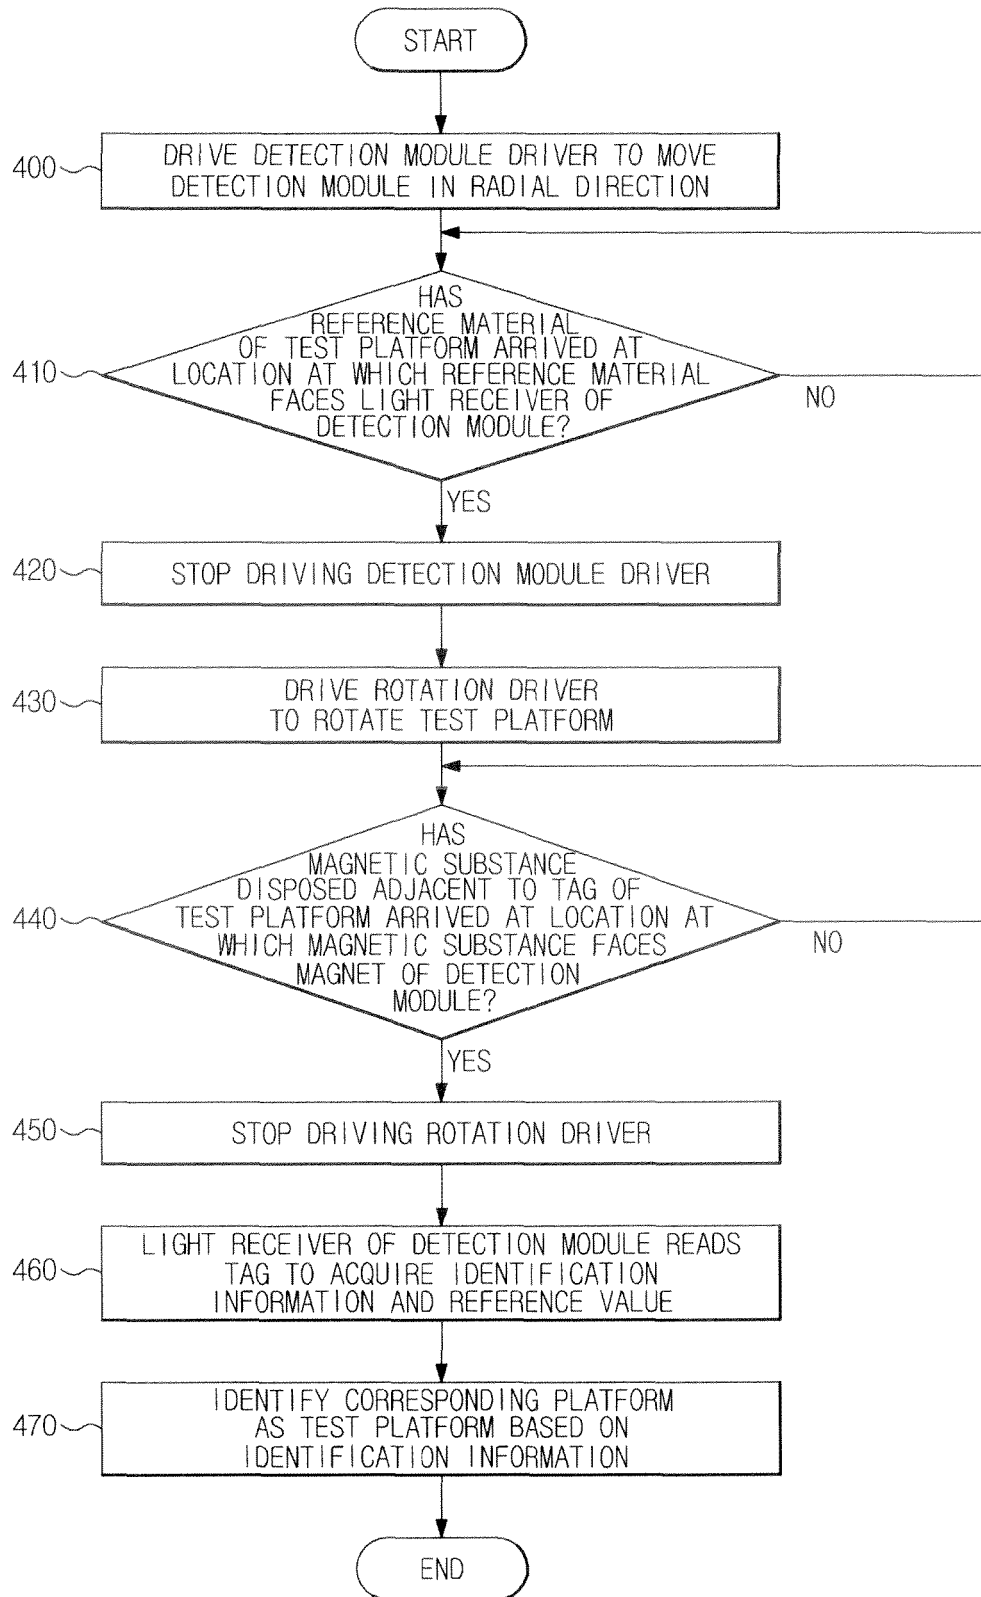 START
400
DRIVE DETECTION MODULE DRIVER TO MOVE
DETECTION MODULE IN RADIAL DIRECTION
410
HAS
REFERENCE MATERIAL
OF TEST PLATFORM ARRIVED AT
LOCATION AT WHICH REFERENCE MATERIAL
FACES LIGHT RECEIVER OF
DETECTION MODULE?
NO
YES
420
STOP DRIVING DETECTION MODULE DRIVER
430
DRIVE ROTATION DRIVER
TO ROTATE TEST PLATFORM
440
HAS
MAGNETIC SUBSTANCE
DISPOSED ADJACENT TO TAG OF
TEST PLATFORM ARRIVED AT LOCATION AT
WHICH MAGNETIC SUBSTANCE FACES
MAGNET OF DETECTION
MODULE?
NO
YES
450
STOP DRIVING ROTATION DRIVER
460
LIGHT RECEIVER OF DETECTION MODULE READS
TAG TO ACQUIRE IDENTIFICATION
INFORMATION AND REFERENCE VALUE
470
IDENTIFY CORRESPONDING PLATFORM
AS TEST PLATFORM BASED ON
IDENTIFICATION INFORMATION
END